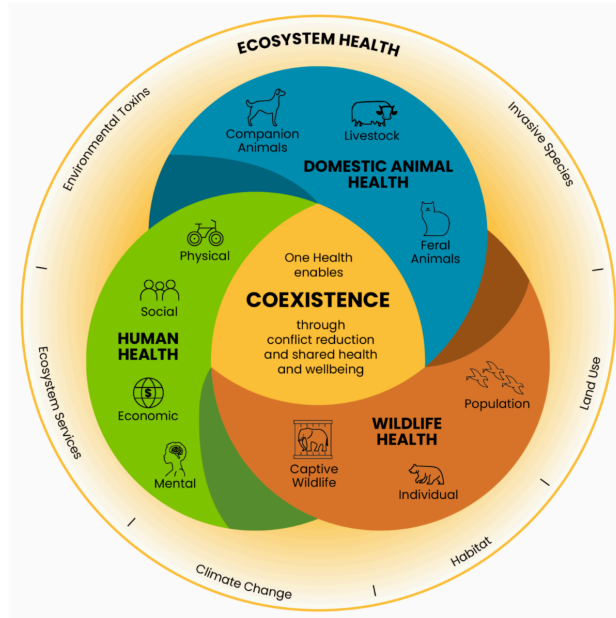 ECOSYSTEM HEALTH
Environmental Toxins
Invasive Species
Companion
Animals
Livestock
DOMESTIC ANIMAL
HEALTH
Feral
Animals
Physical
Social
HUMAN
HEALTH
$
Economic
Mental
One Health
enables
COEXISTENCE
through
conflict reduction
and shared health
and wellbeing
Population
WILDLIFE
HEALTH
Captive
Wildlife
Individual
Ecosystem Services
Land Use
Climate Change
Habitat